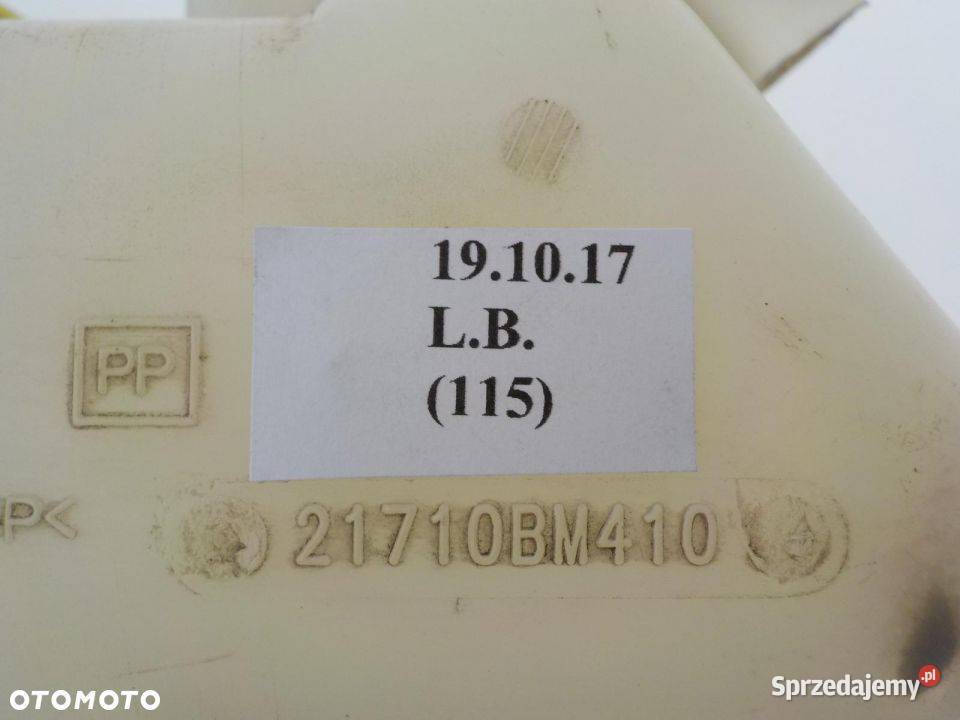 19.10.17
L.B.
(115)
PP
P<
21710BM410
OTOMOTO
Sprzedajemy.pl